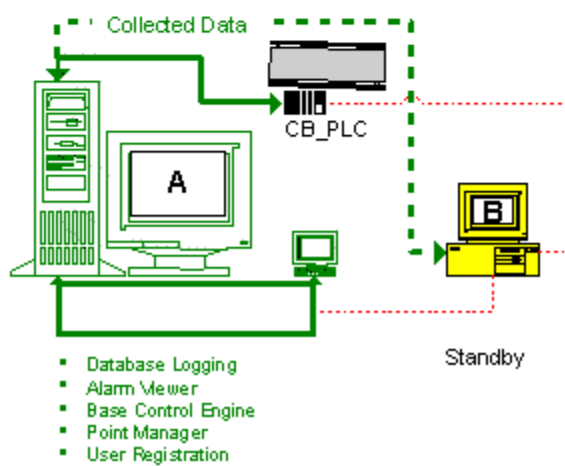 Collected Data
CB_PLC
A
B
Standby
Database Logging
Alarm Viewer
Base Control Engine
Point Manager
User Registration